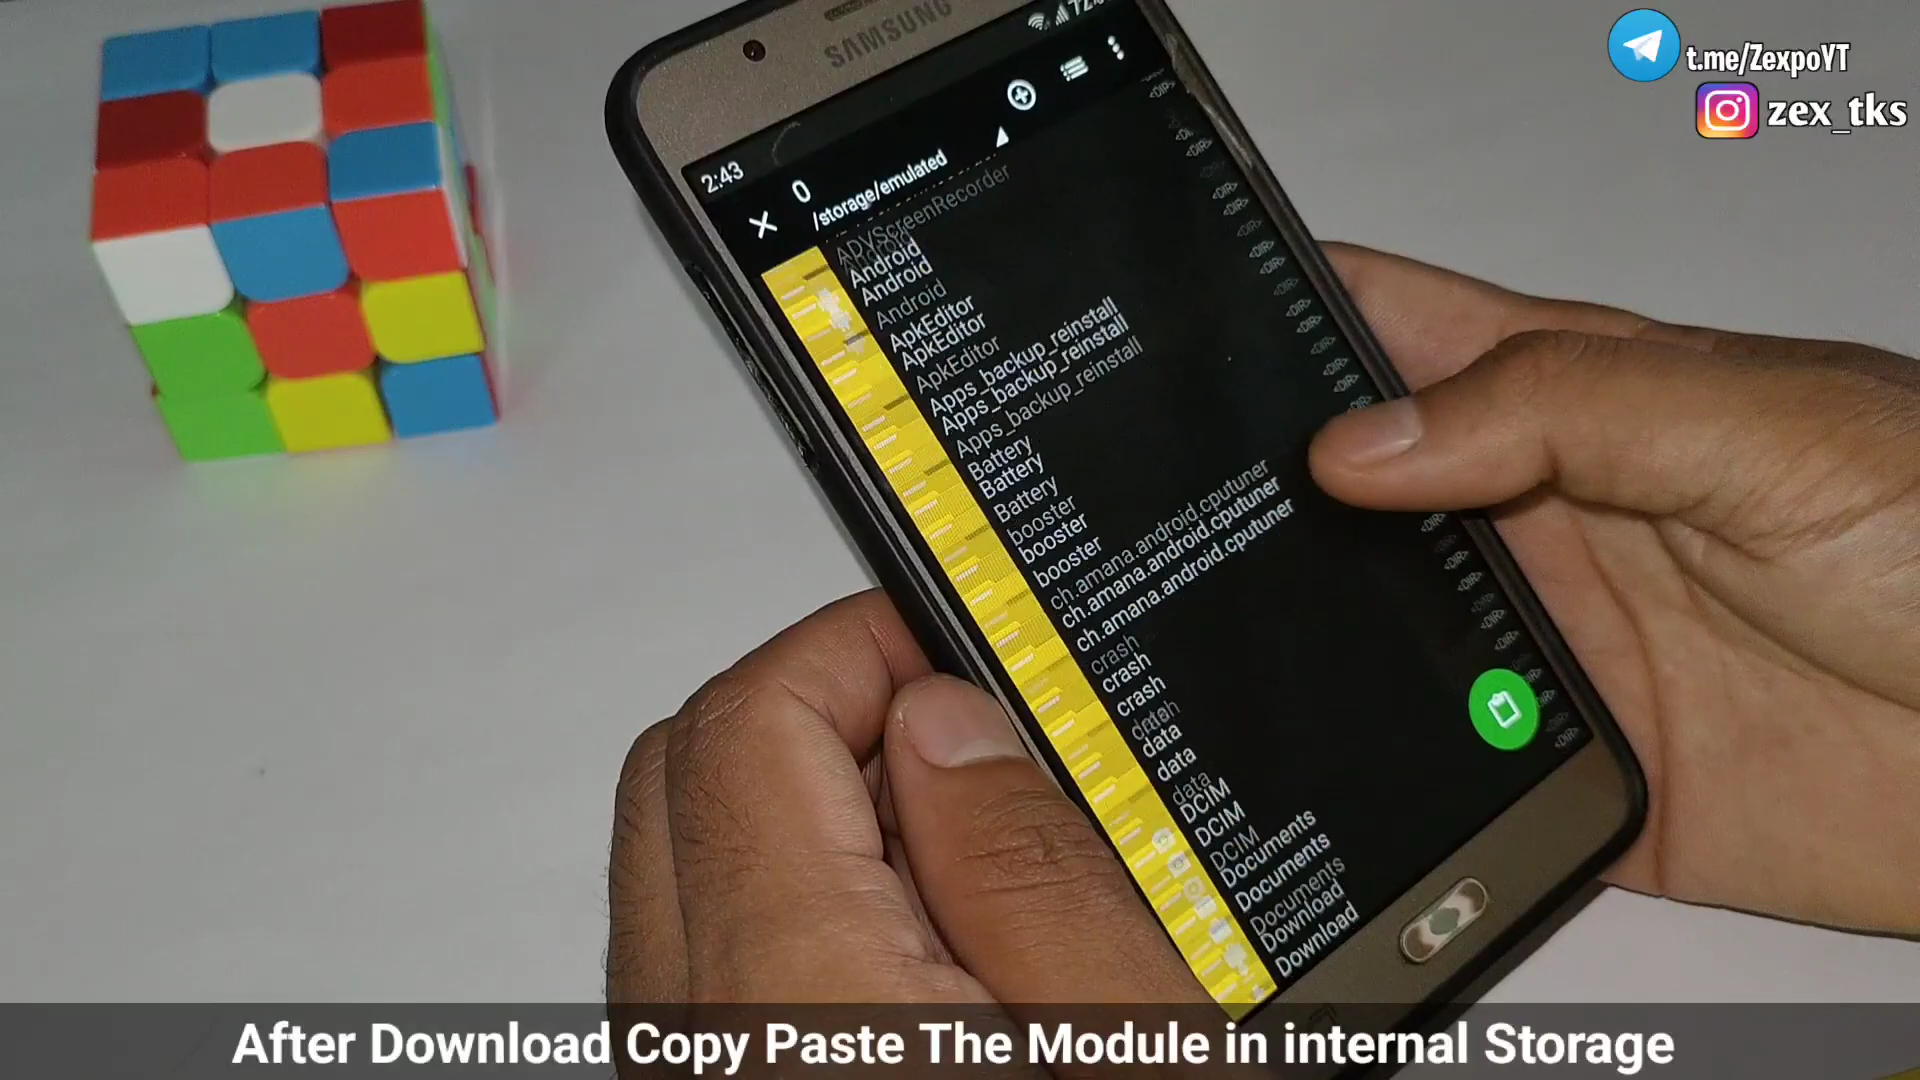 t.me/ZexpoYT
zex_tks
SAMSUNG
2:43
0
/storage/emulated
ADVScreenRecorder
Android
Android
Android
ApkEditor
ApkEditor
ApkEditor
Apps_backup_reinstall
Apps_backup_reinstall
Apps_backup_reinstall
Battery
Battery
Battery
booster
booster
booster
ch.amana.android.cputuner
ch.amana.android.cputuner
ch.amana.android.cputuner
crash
crash
crash
data
data
data
DCIM
DCIM
DCIM
Documents
Documents
Documents
Download
Download
After Download Copy Paste The Module in internal Storage